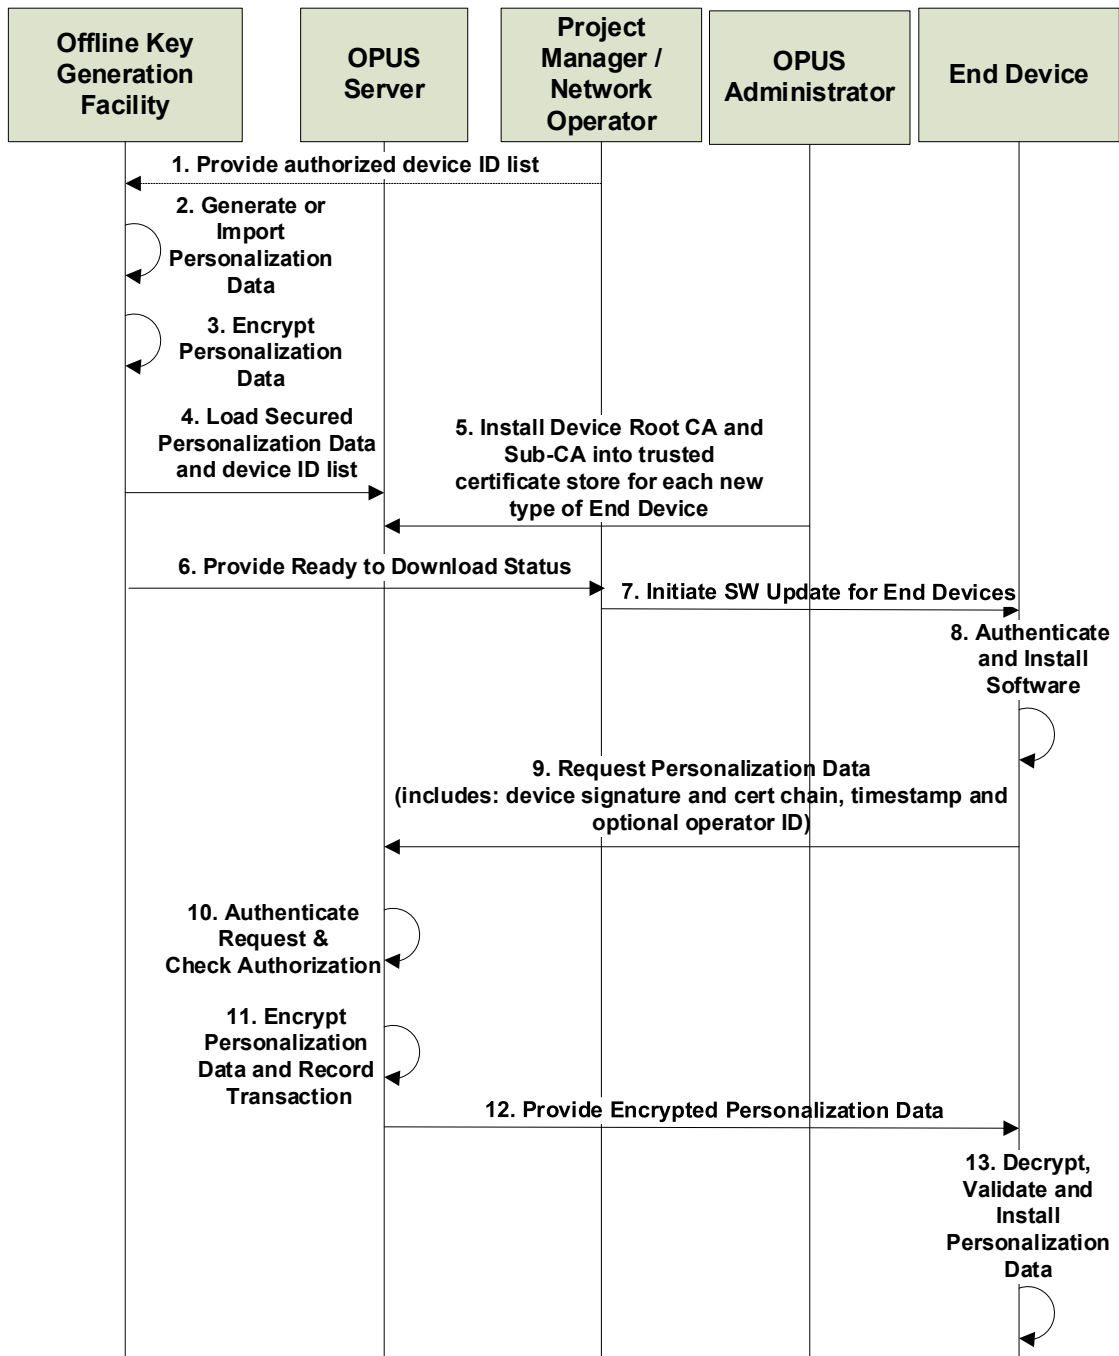 Offline Key
Generation
Facility
OPUS
Server
Project
Manager /
Network
Operator
OPUS
Administrator
End Device
1. Provide authorized device ID list
2. Generate or
Import
Personalization
Data
3. Encrypt
Personalization
Data
4. Load Secured
Personalization Data
and device ID list
5. Install Device Root CA and
Sub-CA into trusted
certificate store for each new
type of End Device
6. Provide Ready to Download Status
7. Initiate SW Update for End Devices
8. Authenticate
and Install
Software
9. Request Personalization Data
(includes: device signature and cert chain, timestamp and
optional operator ID)
10. Authenticate
Request &
Check Authorization
11. Encrypt
Personalization
Data and Record
Transaction
12. Provide Encrypted Personalization Data
13. Decrypt,
Validate and
Install
Personalization
Data